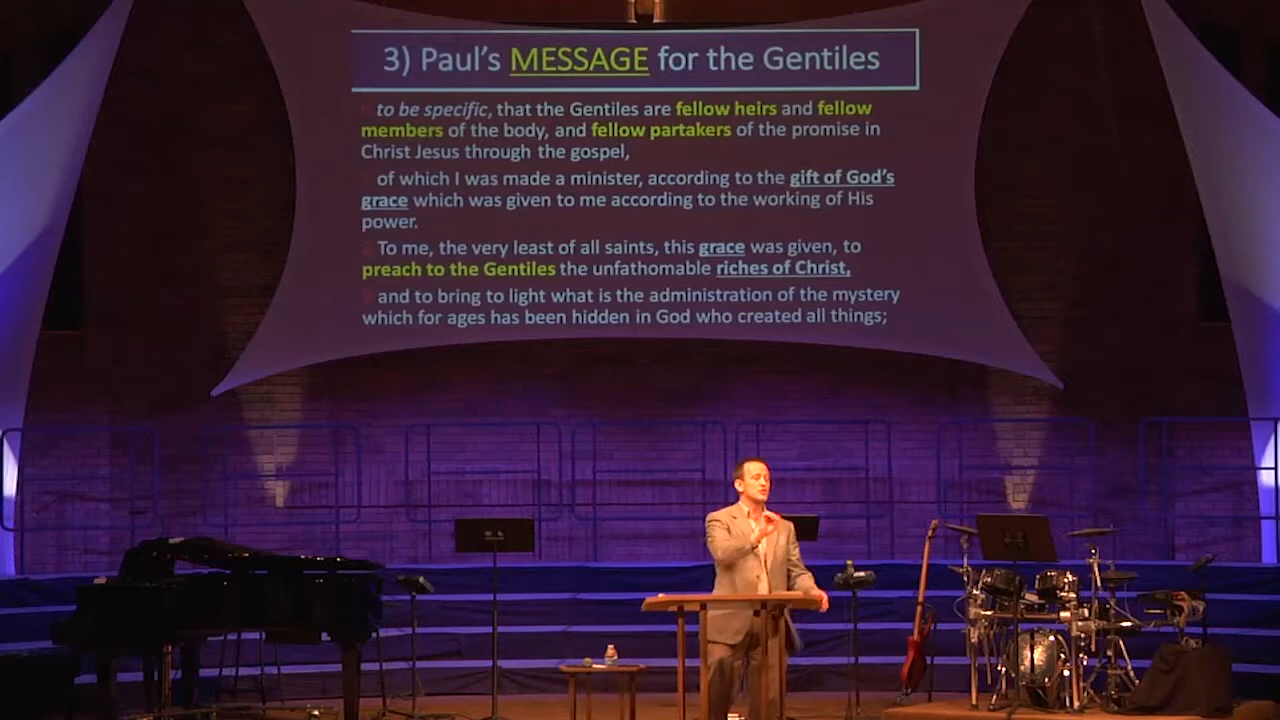 3) Paul's MESSAGE for the Gentiles
to be specific, that the Gentiles are fellow heirs and fellow
members of the body, and fellow partakers of the promise in
Christ Jesus through the gospel,
of which I was made a minister, according to the gift of God's
grace which was given to me according to the working of His
power.
To me, the very least of all saints, this grace was given, to
preach to the Gentiles the unfathomable riches of Christ,
and to bring to light what is the administration of the mystery
which for ages has been hidden in God who created all things;